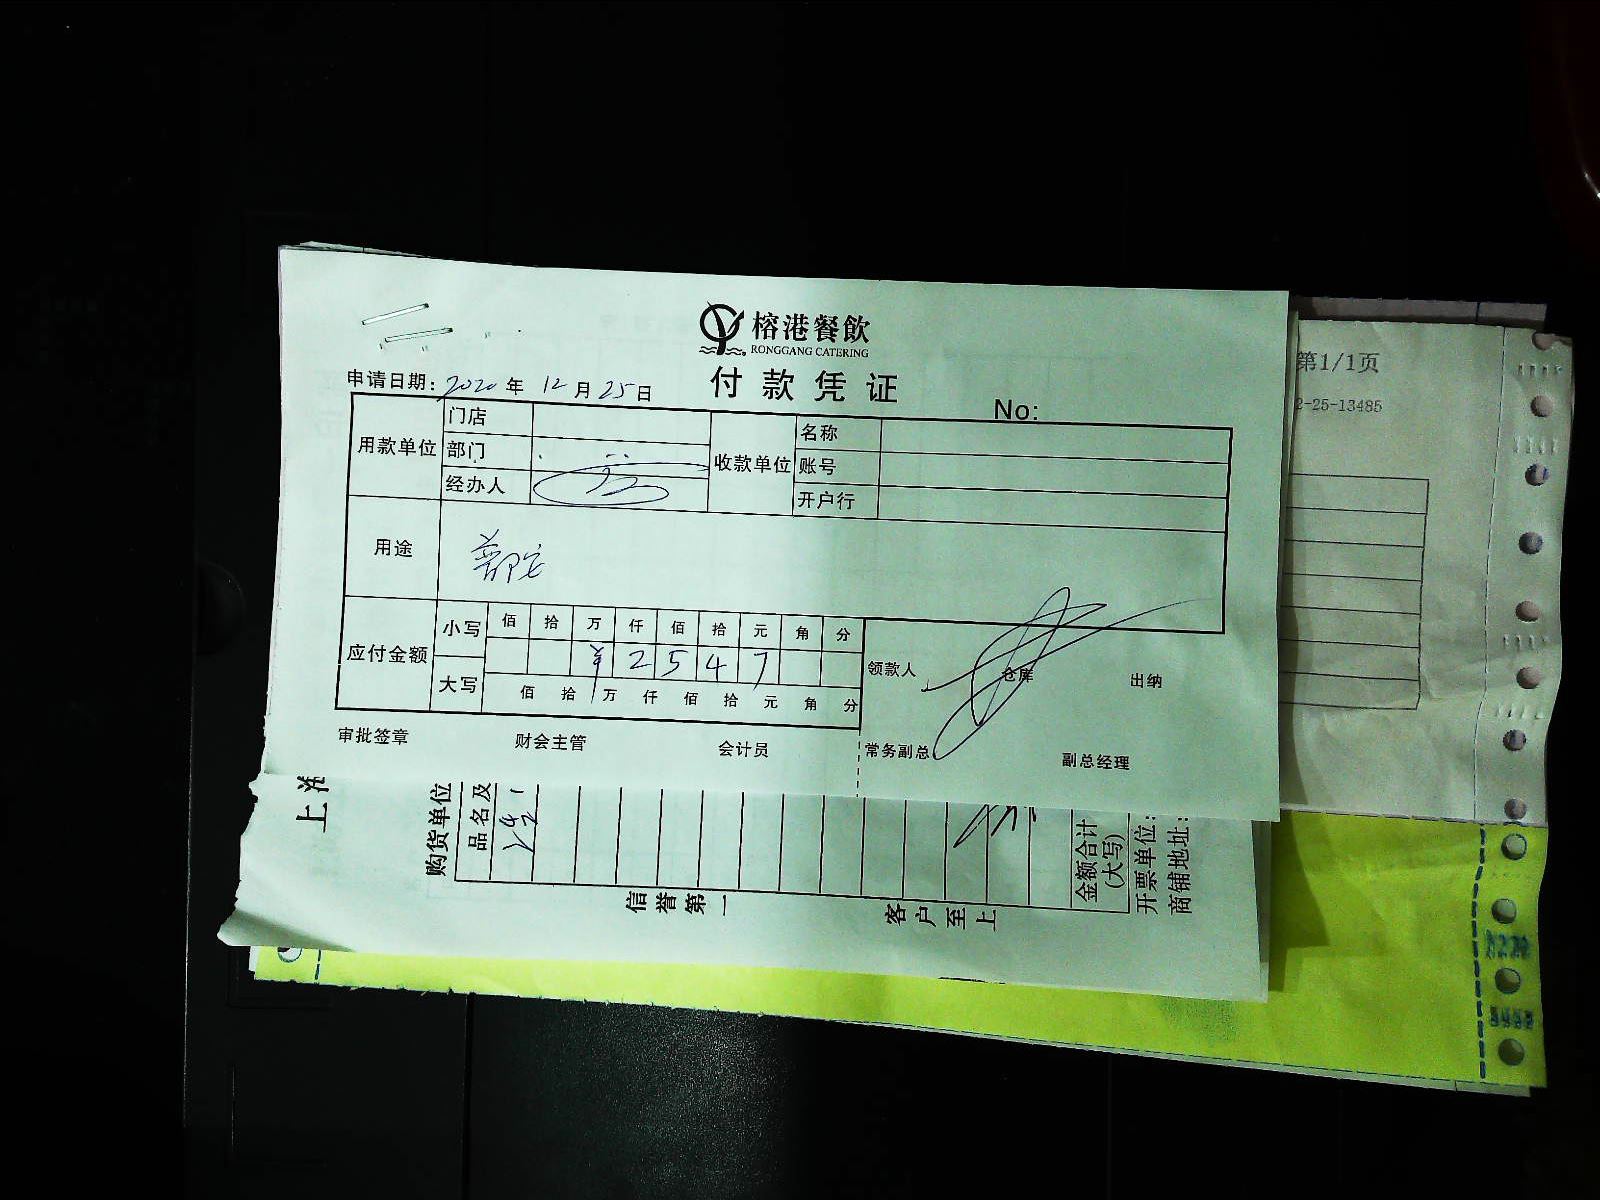 榕港餐飲
RONGGANG CATERING
付款凭证
申请日期：2020年12月25日
No:
用款单位 门店
部门
经办人
收款单位 名称
账号
开户行
用途
应付金额 小写 佰 拾 万 仟 佰 拾 元 角 分
¥ 2 5 4 7
大写 佰 拾 万 仟 佰 拾 元 角 分
领款人 仓库 出纳
审批签章 财会主管 会计员 常务副总 副总经理
第1/1页
2-25-13485
上海
购货单位
品名及
金额合计
(大写)
开票单位：
商铺地址：
信誉第一
客户至上